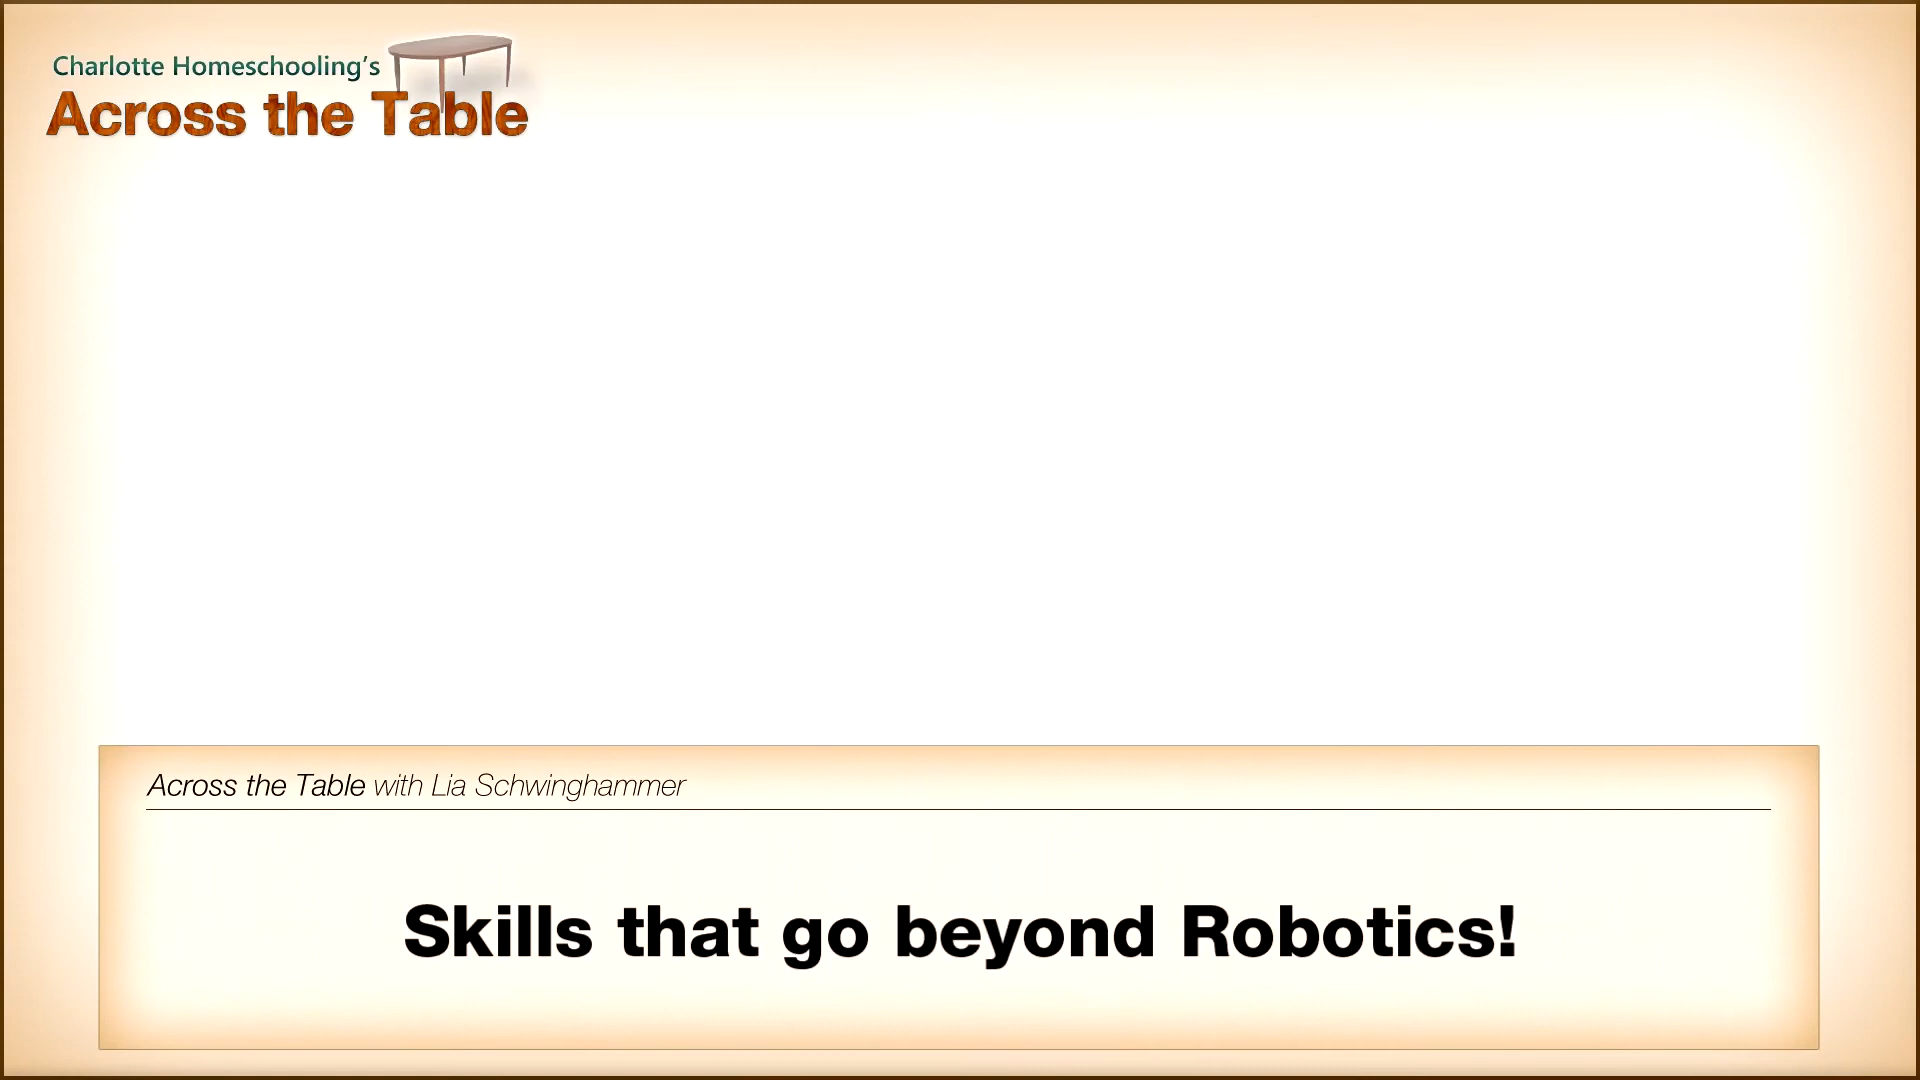 Charlotte Homeschooling's
Across the Table
Across the Table with Lia Schwinghammer
Skills that go beyond Robotics!